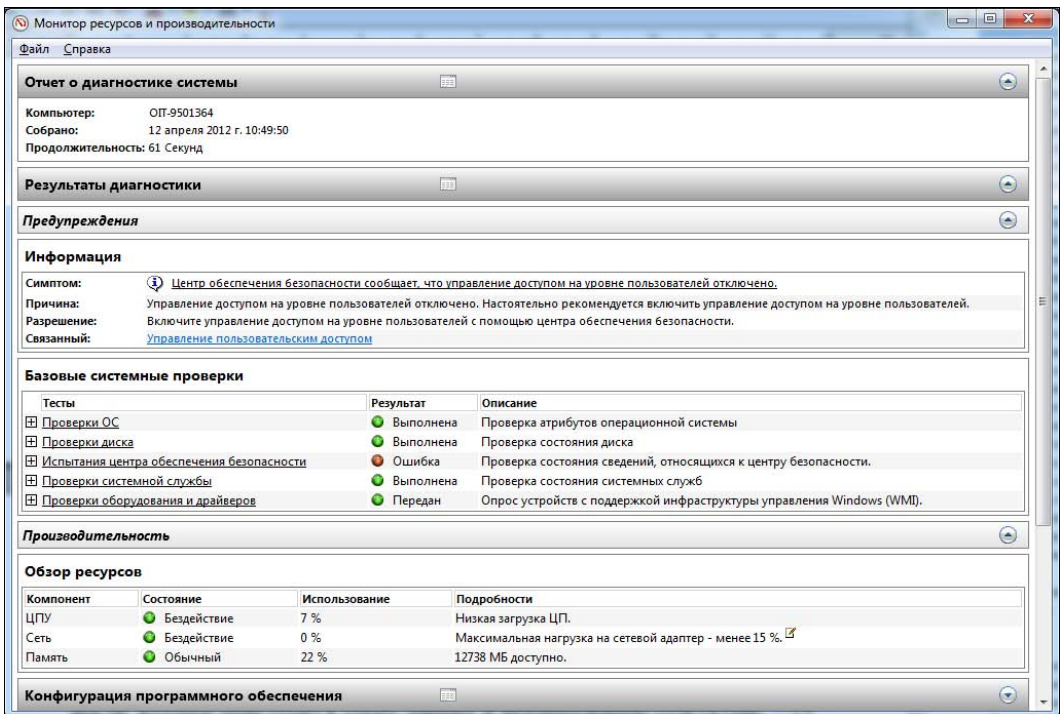 Монитор ресурсов и производительности
Файл Справка
Отчет о диагностике системы
Компьютер: OIT-9501364
Собрано: 12 апреля 2012 г. 10:49:50
Продолжительность: 61 Секунд
Результаты диагностики
Предупреждения
Информация
Симптом: Центр обеспечения безопасности сообщает, что управление доступом на уровне пользователей отключено.
Причина: Управление доступом на уровне пользователей отключено. Настоятельно рекомендуется включить управление доступом на уровне пользователей.
Разрешение: Включите управление доступом на уровне пользователей с помощью центра обеспечения безопасности.
Связанный: Управление пользовательским доступом
Базовые системные проверки
Тесты Результат Описание
Проверки ОС Выполнена Проверка атрибутов операционной системы
Проверки диска Выполнена Проверка состояния диска
Испытания центра обеспечения безопасности Ошибка Проверка состояния сведений, относящихся к центру безопасности.
Проверки системной службы Выполнена Проверка состояния системных служб
Проверки оборудования и драйверов Передан Опрос устройств с поддержкой инфраструктуры управления Windows (WMI).
Производительность
Обзор ресурсов
Компонент Состояние Использование Подробности
ЦПУ Бездействие 7 % Низкая загрузка ЦП.
Сеть Бездействие 0 % Максимальная нагрузка на сетевой адаптер - менее 15 %.
Память Обычный 22 % 12738 МБ доступно.
Конфигурация программного обеспечения